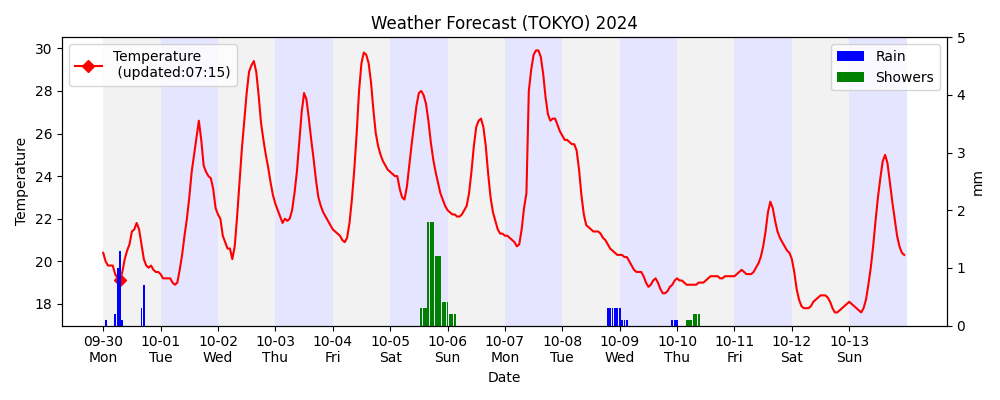 Weather Forecast (TOKYO) 2024
Temperature
(updated:07:15)
Rain
Showers
30
28
26
24
22
20
18
Temperature
5
4
3
2
1
0
mm
09-30 10-01 10-02 10-03 10-04 10-05 10-06 10-07 10-08 10-09 10-10 10-11 10-12 10-13
Mon Tue Wed Thu Fri Sat Sun Mon Tue Wed Thu Fri Sat Sun
Date